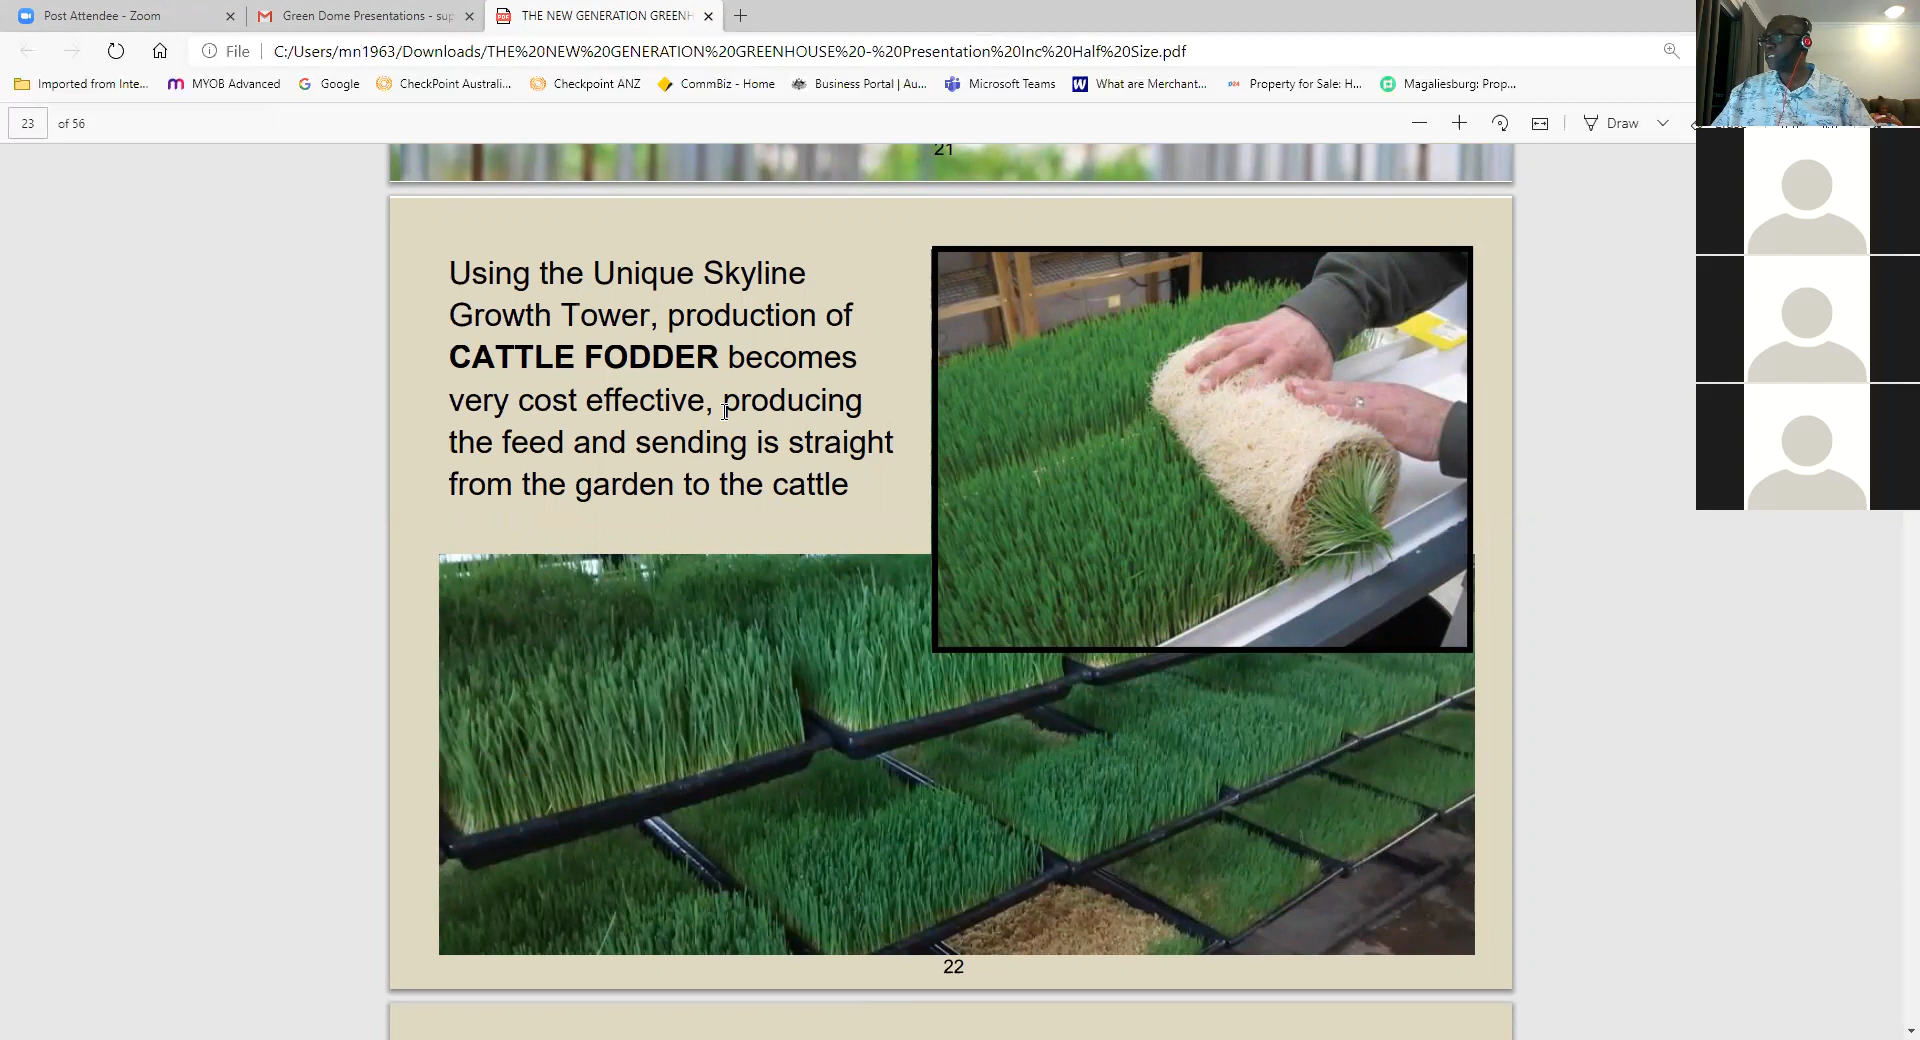 Post Attendee - Zoom
Green Dome Presentations - sup
THE NEW GENERATION GREENH
File
C:/Users/mn1963/Downloads/THE%20NEW%20GENERATION%20GREENHOUSE%20-%20Presentation%20Inc%20Half%20Size.pdf
Imported from Inte...
MYOB Advanced
Google
CheckPoint Australi...
Checkpoint ANZ
CommBiz - Home
Business Portal | Au...
Microsoft Teams
What are Merchant...
Property for Sale: H...
Magaliesburg: Prop...
23 of 56
Draw
21
Using the Unique Skyline
Growth Tower, production of
CATTLE FODDER becomes
very cost effective, producing
the feed and sending is straight
from the garden to the cattle
22